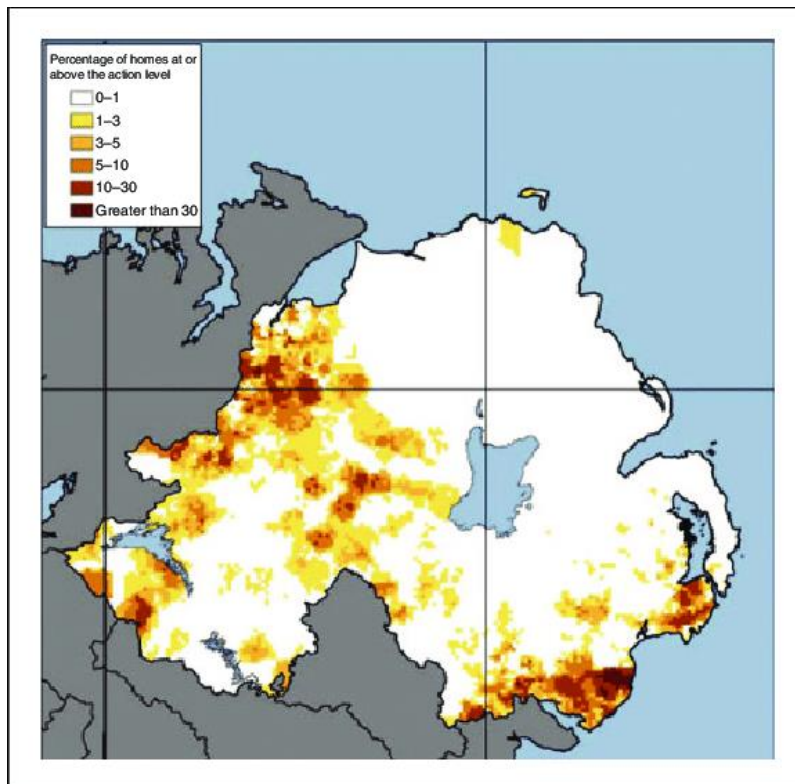 Percentage of homes at or
above the action level
0–1
1–3
3–5
5–10
10–30
Greater than 30